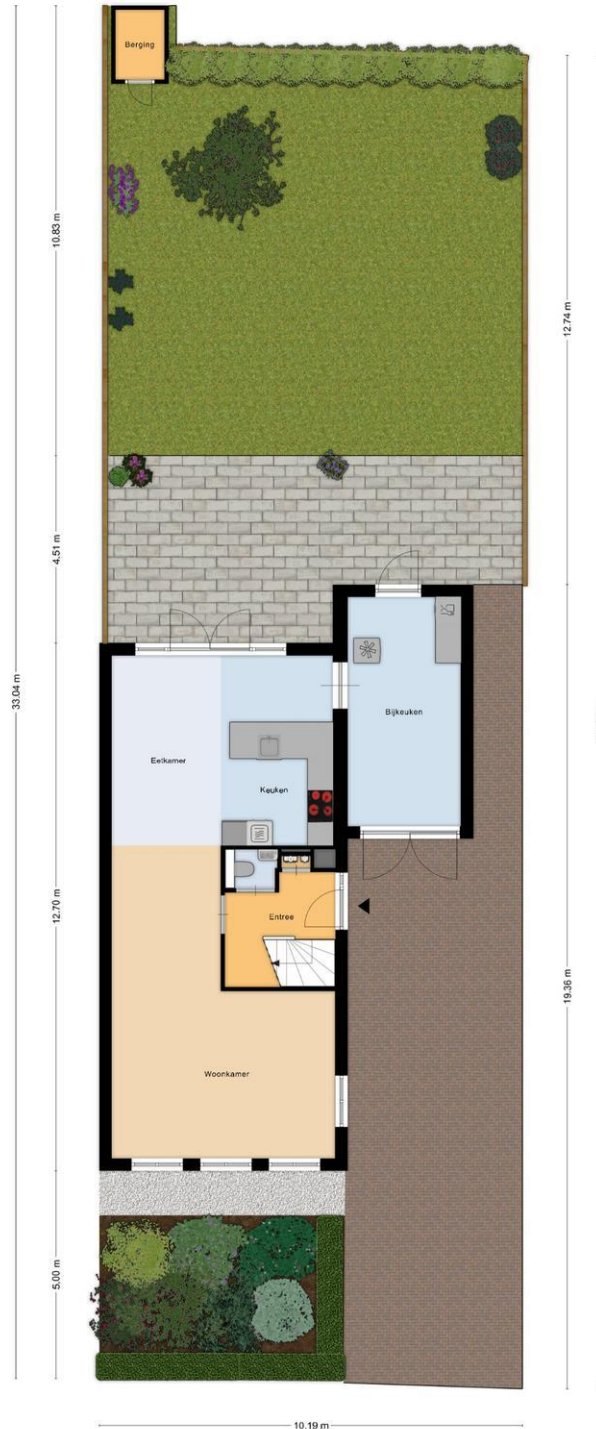 Berging
10.83 m
12.74 m
4.51 m
33.04 m
Bijkeuken
Eetkamer
Keuken
12.70 m
Entree
19.36 m
Woonkamer
5.00 m
10.19 m